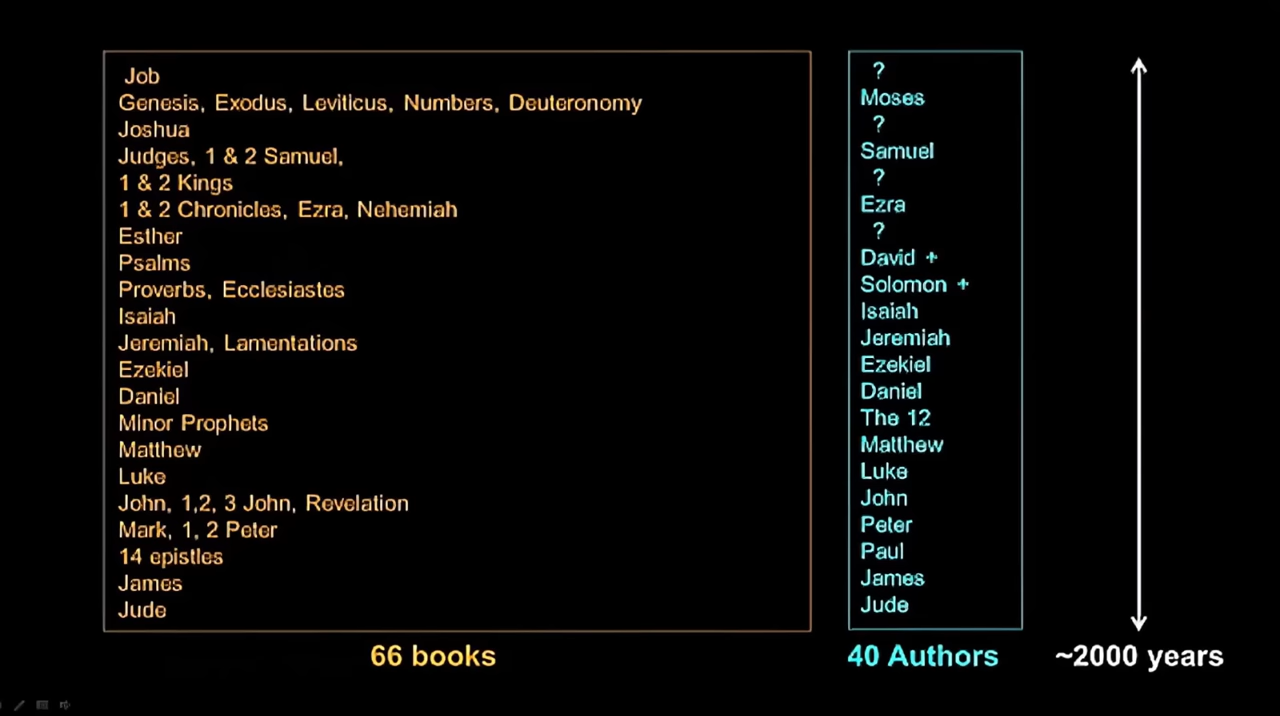 Job
Genesis, Exodus, Leviticus, Numbers, Deuteronomy
Joshua
Judges, 1 & 2 Samuel,
1 & 2 Kings
1 & 2 Chronicles, Ezra, Nehemiah
Esther
Psalms
Proverbs, Ecclesiastes
Isaiah
Jeremiah, Lamentations
Ezekiel
Daniel
Minor Prophets
Matthew
Luke
John, 1,2, 3 John, Revelation
Mark, 1, 2 Peter
14 epistles
James
Jude
66 books
?
Moses
?
Samuel
?
Ezra
?
David +
Solomon +
Isaiah
Jeremiah
Ezekiel
Daniel
The 12
Matthew
Luke
John
Peter
Paul
James
Jude
40 Authors
~2000 years